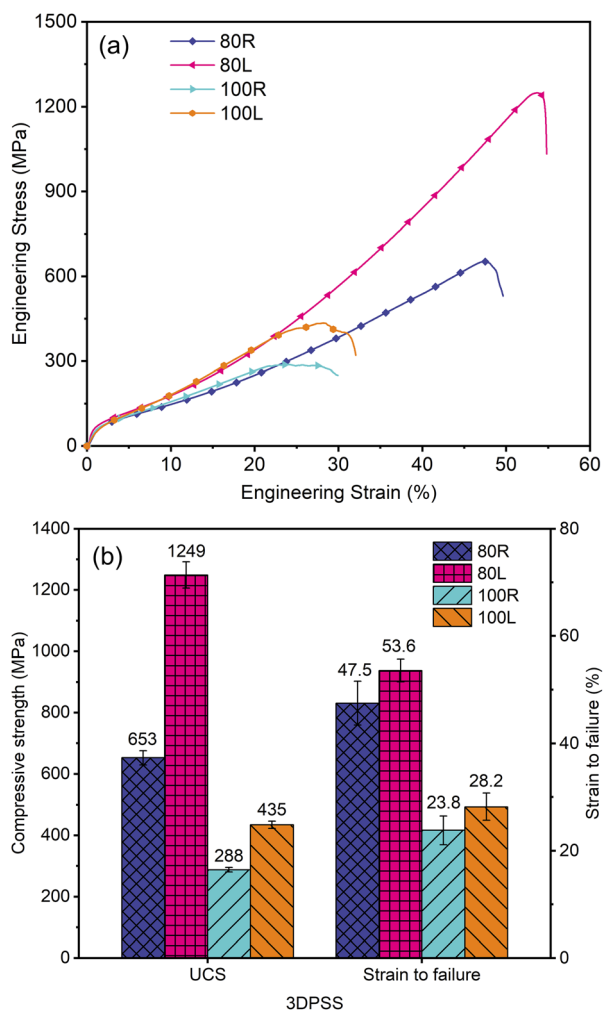 (a)
80R
80L
100R
100L
1500
1200
900
600
300
0
Engineering Stress (MPa)
0 10 20 30 40 50 60
Engineering Strain (%)
(b)
80R
80L
100R
100L
1400
1200
1000
800
600
400
200
0
Compressive strength (MPa)
80
60
40
20
0
Strain to failure (%)
653
1249
288
435
47.5
53.6
23.8
28.2
UCS Strain to failure
3DPSS